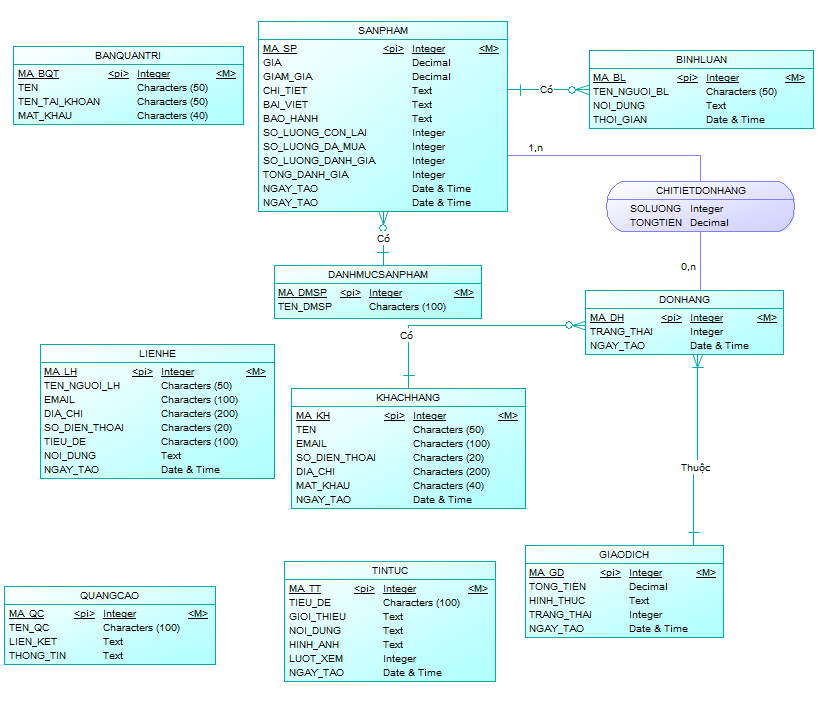 SANPHAM
MA_SP <pi> Integer <M>
GIA Decimal
GIAM_GIA Decimal
CHI_TIET Text
BAI_VIET Text
BAO_HANH Text
SO_LUONG_CON_LAI Integer
SO_LUONG_DA_MUA Integer
SO_LUONG_DANH_GIA Integer
TONG_DANH_GIA Integer
NGAY_TAO Date & Time
NGAY_TAO Date & Time
BANQUANTRI
MA_BQT <pi> Integer <M>
TEN Characters (50)
TEN_TAI_KHOAN Characters (50)
MAT_KHAU Characters (40)
Có
BINHLUAN
MA_BL <pi> Integer <M>
TEN_NGUOI_BL Characters (50)
NOI_DUNG Text
THOI_GIAN Date & Time
1,n
CHITIETDONHANG
SOLUONG Integer
TONGTIEN Decimal
0,n
Có
DANHMUCSANPHAM
MA_DMSP <pi> Integer <M>
TEN_DMSP Characters (100)
DONHANG
MA_DH <pi> Integer <M>
TRANG_THAI Integer
NGAY_TAO Date & Time
Có
LIENHE
MA_LH <pi> Integer <M>
TEN_NGUOI_LH Characters (50)
EMAIL Characters (100)
DIA_CHI Characters (200)
SO_DIEN_THOAI Characters (20)
TIEU_DE Characters (100)
NOI_DUNG Text
NGAY_TAO Date & Time
KHACHHANG
MA_KH <pi> Integer <M>
TEN Characters (50)
EMAIL Characters (100)
SO_DIEN_THOAI Characters (20)
DIA_CHI Characters (200)
MAT_KHAU Characters (40)
NGAY_TAO Date & Time
Thuộc
GIAODICH
MA_GD <pi> Integer <M>
TONG_TIEN Decimal
HINH_THUC Text
TRANG_THAI Integer
NGAY_TAO Date & Time
TINTUC
MA_TT <pi> Integer <M>
TIEU_DE Characters (100)
GIOI_THIEU Text
NOI_DUNG Text
HINH_ANH Text
LUOT_XEM Integer
NGAY_TAO Date & Time
QUANGCAO
MA_QC <pi> Integer <M>
TEN_QC Characters (100)
LIEN_KET Text
THONG_TIN Text